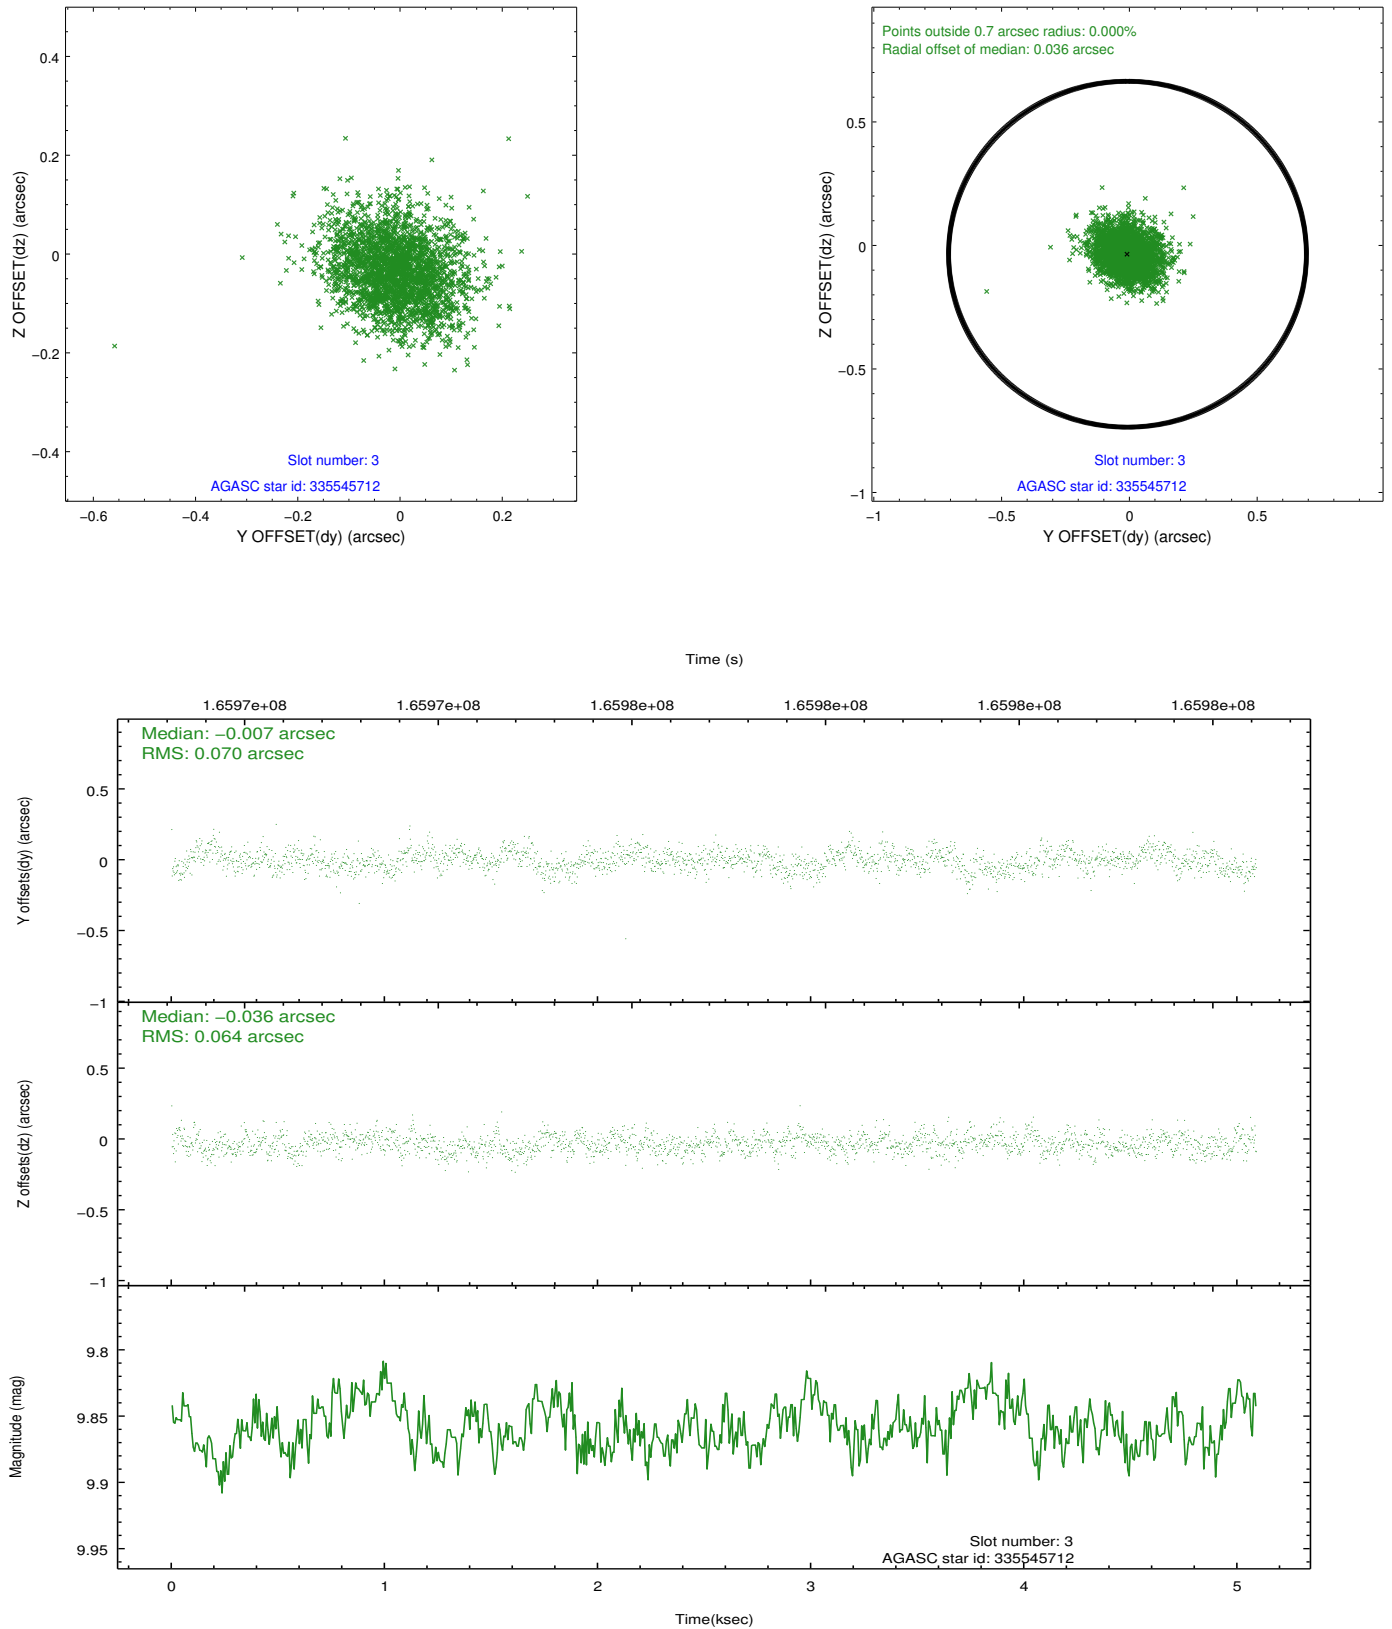 0.4
0.2
0
−0.2
−0.4
Z OFFSET(dz) (arcsec)
Slot number: 3
AGASC star id: 335545712
−0.6
−0.4
−0.2
0
0.2
Y OFFSET(dy) (arcsec)
Points outside 0.7 arcsec radius: 0.000%
Radial offset of median: 0.036 arcsec
0.5
0
−0.5
−1
Z OFFSET(dz) (arcsec)
Slot number: 3
AGASC star id: 335545712
−1
−0.5
0
0.5
Y OFFSET(dy) (arcsec)
Time (s)
1.6597e+08 1.6597e+08 1.6598e+08 1.6598e+08 1.6598e+08 1.6598e+08
Median: −0.007 arcsec
RMS: 0.070 arcsec
0.5
0
−0.5
−1
Y offsets(dy) (arcsec)
Median: −0.036 arcsec
RMS: 0.064 arcsec
0.5
0
−0.5
−1
Z offsets(dz) (arcsec)
9.8
9.85
9.9
9.95
Magnitude (mag)
Slot number: 3
AGASC star id: 335545712
0 1 2 3 4 5
Time(ksec)